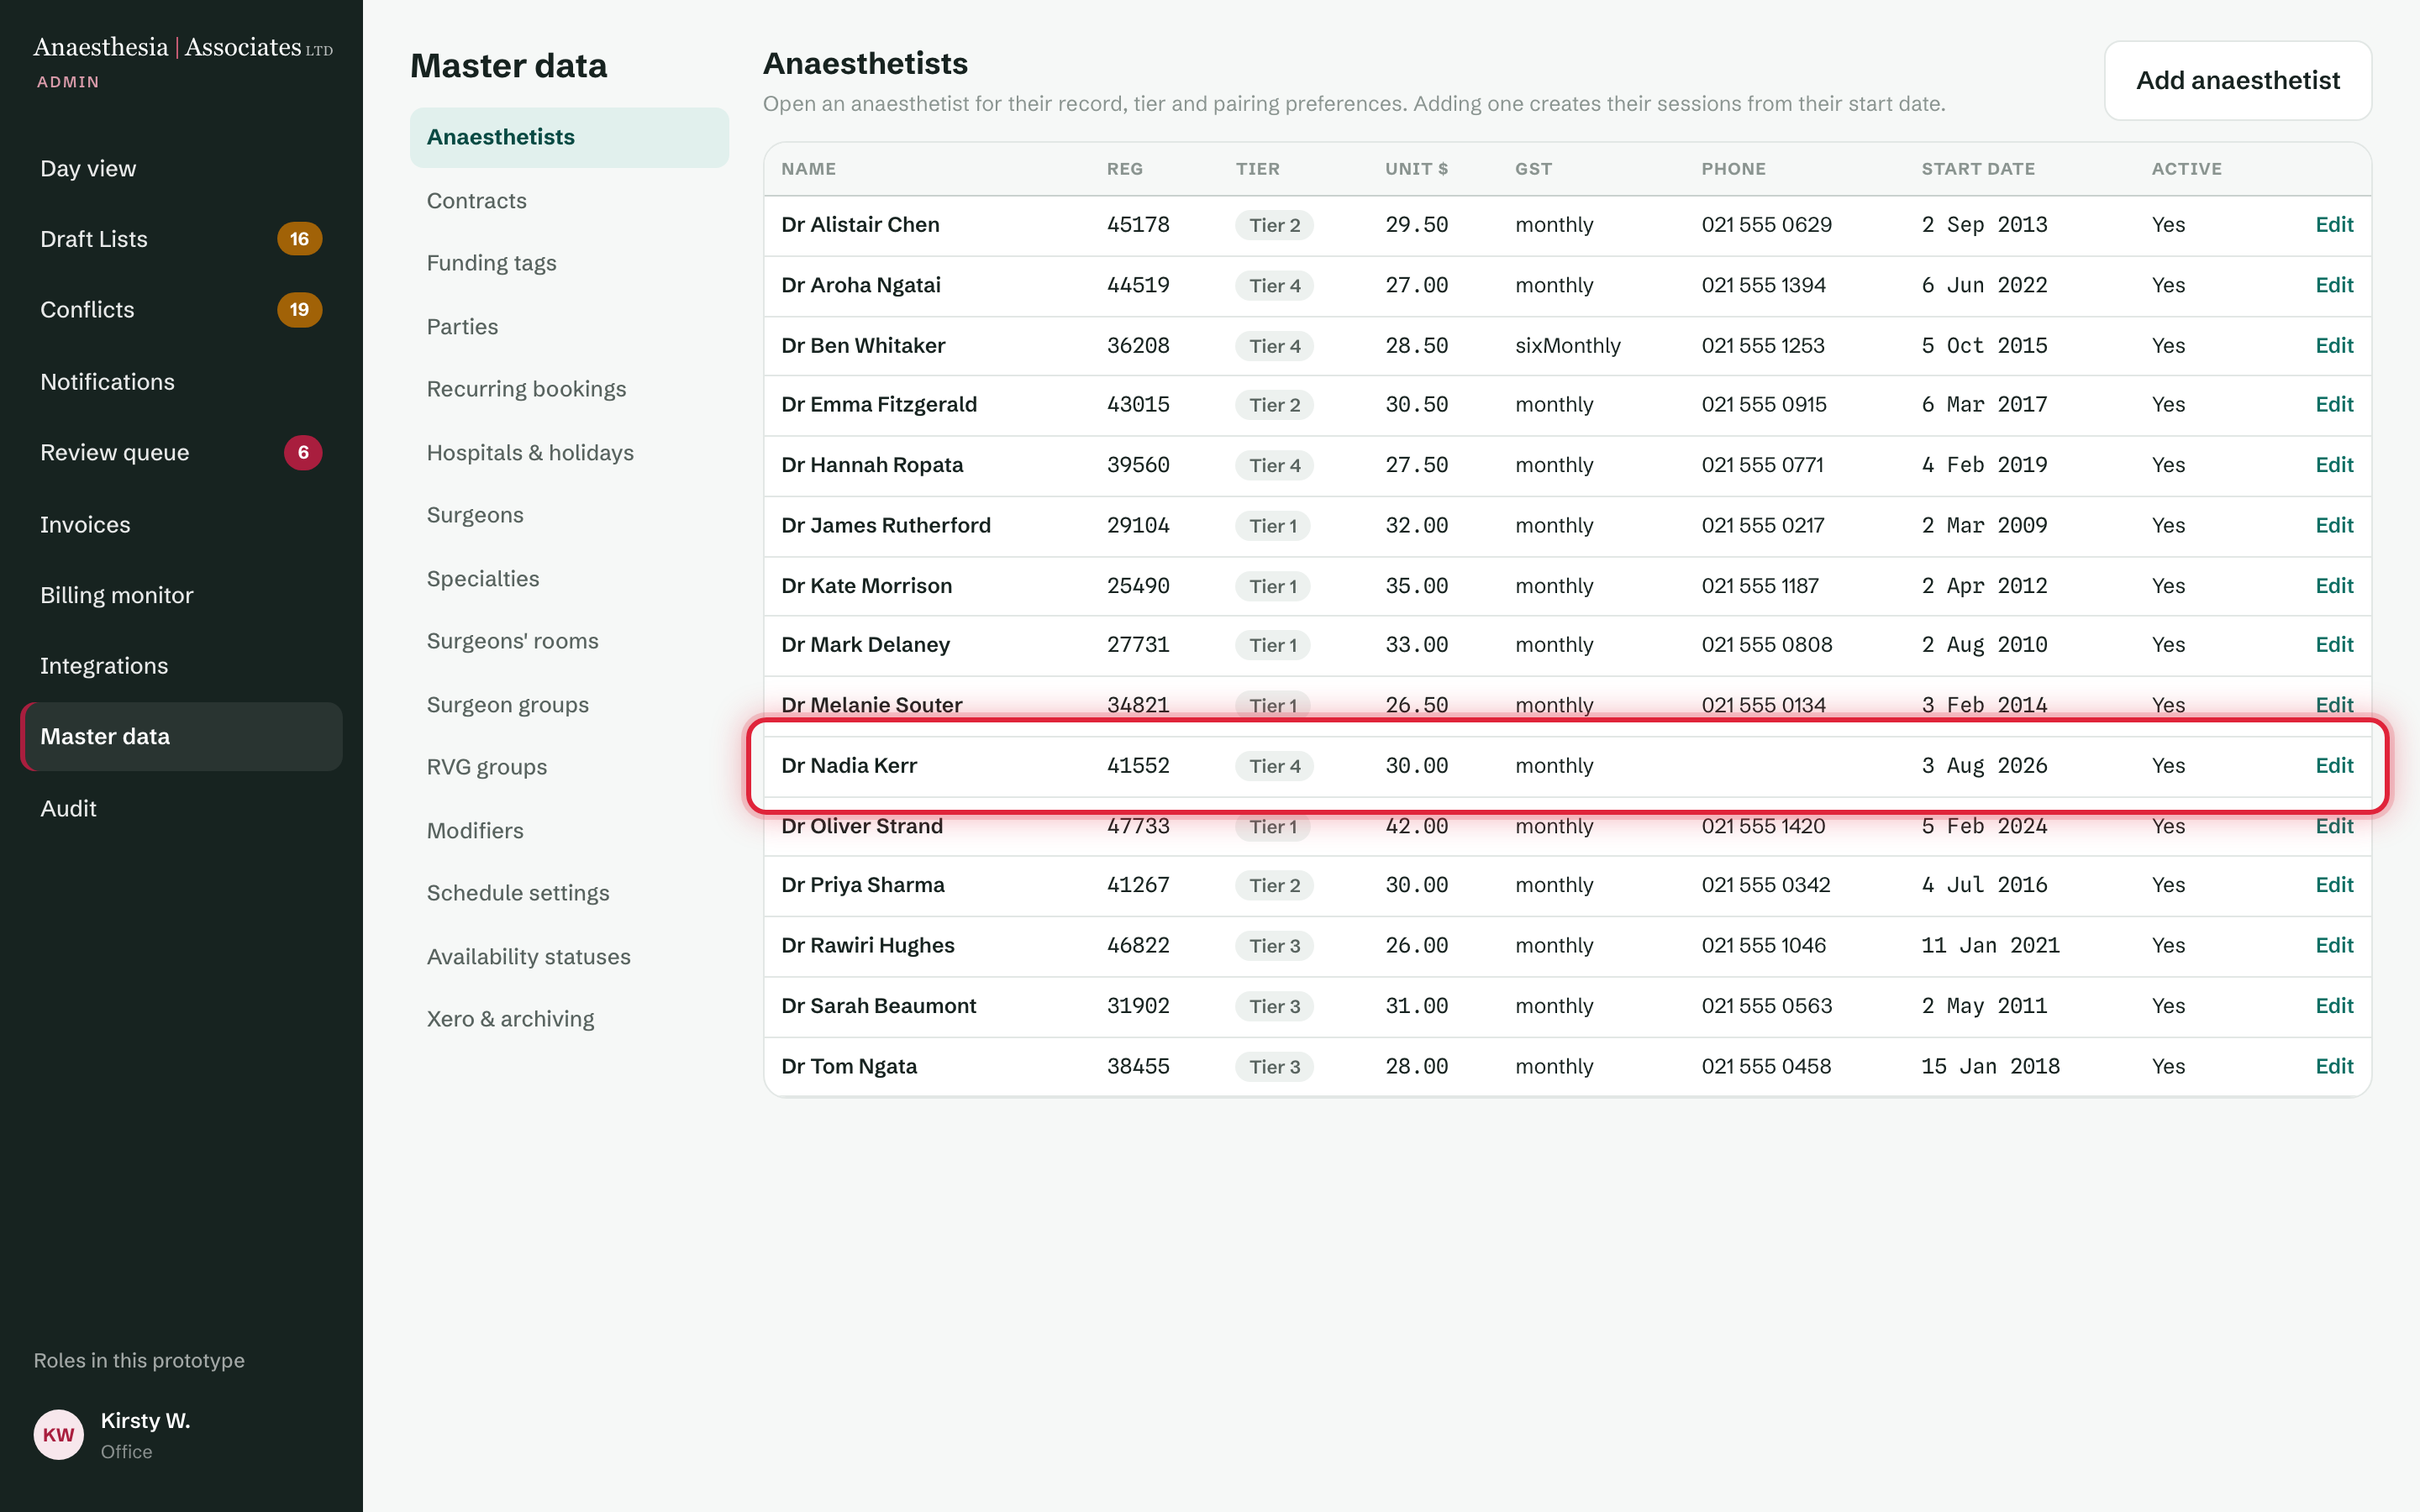 Anaesthesia | Associates LTD
ADMIN
Day view
Draft Lists 16
Conflicts 19
Notifications
Review queue 6
Invoices
Billing monitor
Integrations
Master data
Audit
Roles in this prototype
KW
Kirsty W.
Office
Master data
Anaesthetists
Contracts
Funding tags
Parties
Recurring bookings
Hospitals & holidays
Surgeons
Specialties
Surgeons' rooms
Surgeon groups
RVG groups
Modifiers
Schedule settings
Availability statuses
Xero & archiving
Anaesthetists
Open an anaesthetist for their record, tier and pairing preferences. Adding one creates their sessions from their start date.
Add anaesthetist
NAME REG TIER UNIT $ GST PHONE START DATE ACTIVE
Dr Alistair Chen 45178 Tier 2 29.50 monthly 021 555 0629 2 Sep 2013 Yes Edit
Dr Aroha Ngatai 44519 Tier 4 27.00 monthly 021 555 1394 6 Jun 2022 Yes Edit
Dr Ben Whitaker 36208 Tier 4 28.50 sixMonthly 021 555 1253 5 Oct 2015 Yes Edit
Dr Emma Fitzgerald 43015 Tier 2 30.50 monthly 021 555 0915 6 Mar 2017 Yes Edit
Dr Hannah Ropata 39560 Tier 4 27.50 monthly 021 555 0771 4 Feb 2019 Yes Edit
Dr James Rutherford 29104 Tier 1 32.00 monthly 021 555 0217 2 Mar 2009 Yes Edit
Dr Kate Morrison 25490 Tier 1 35.00 monthly 021 555 1187 2 Apr 2012 Yes Edit
Dr Mark Delaney 27731 Tier 1 33.00 monthly 021 555 0808 2 Aug 2010 Yes Edit
Dr Melanie Souter 34821 Tier 1 26.50 monthly 021 555 0134 3 Feb 2014 Yes Edit
Dr Nadia Kerr 41552 Tier 4 30.00 monthly 3 Aug 2026 Yes Edit
Dr Oliver Strand 47733 Tier 1 42.00 monthly 021 555 1420 5 Feb 2024 Yes Edit
Dr Priya Sharma 41267 Tier 2 30.00 monthly 021 555 0342 4 Jul 2016 Yes Edit
Dr Rawiri Hughes 46822 Tier 3 26.00 monthly 021 555 1046 11 Jan 2021 Yes Edit
Dr Sarah Beaumont 31902 Tier 3 31.00 monthly 021 555 0563 2 May 2011 Yes Edit
Dr Tom Ngata 38455 Tier 3 28.00 monthly 021 555 0458 15 Jan 2018 Yes Edit